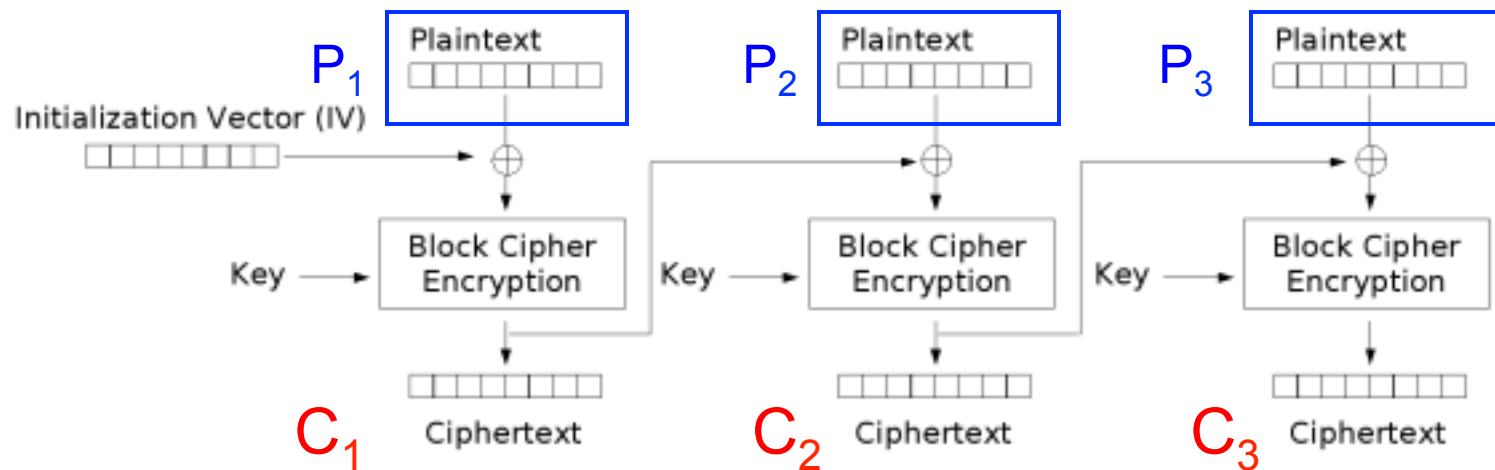 Plaintext
Plaintext
Plaintext
P1
P2
P3
Initialization Vector (IV)
Block Cipher
Encryption
Block Cipher
Encryption
Block Cipher
Encryption
Key
Key
Key
C1
Ciphertext
C2
Ciphertext
C3
Ciphertext